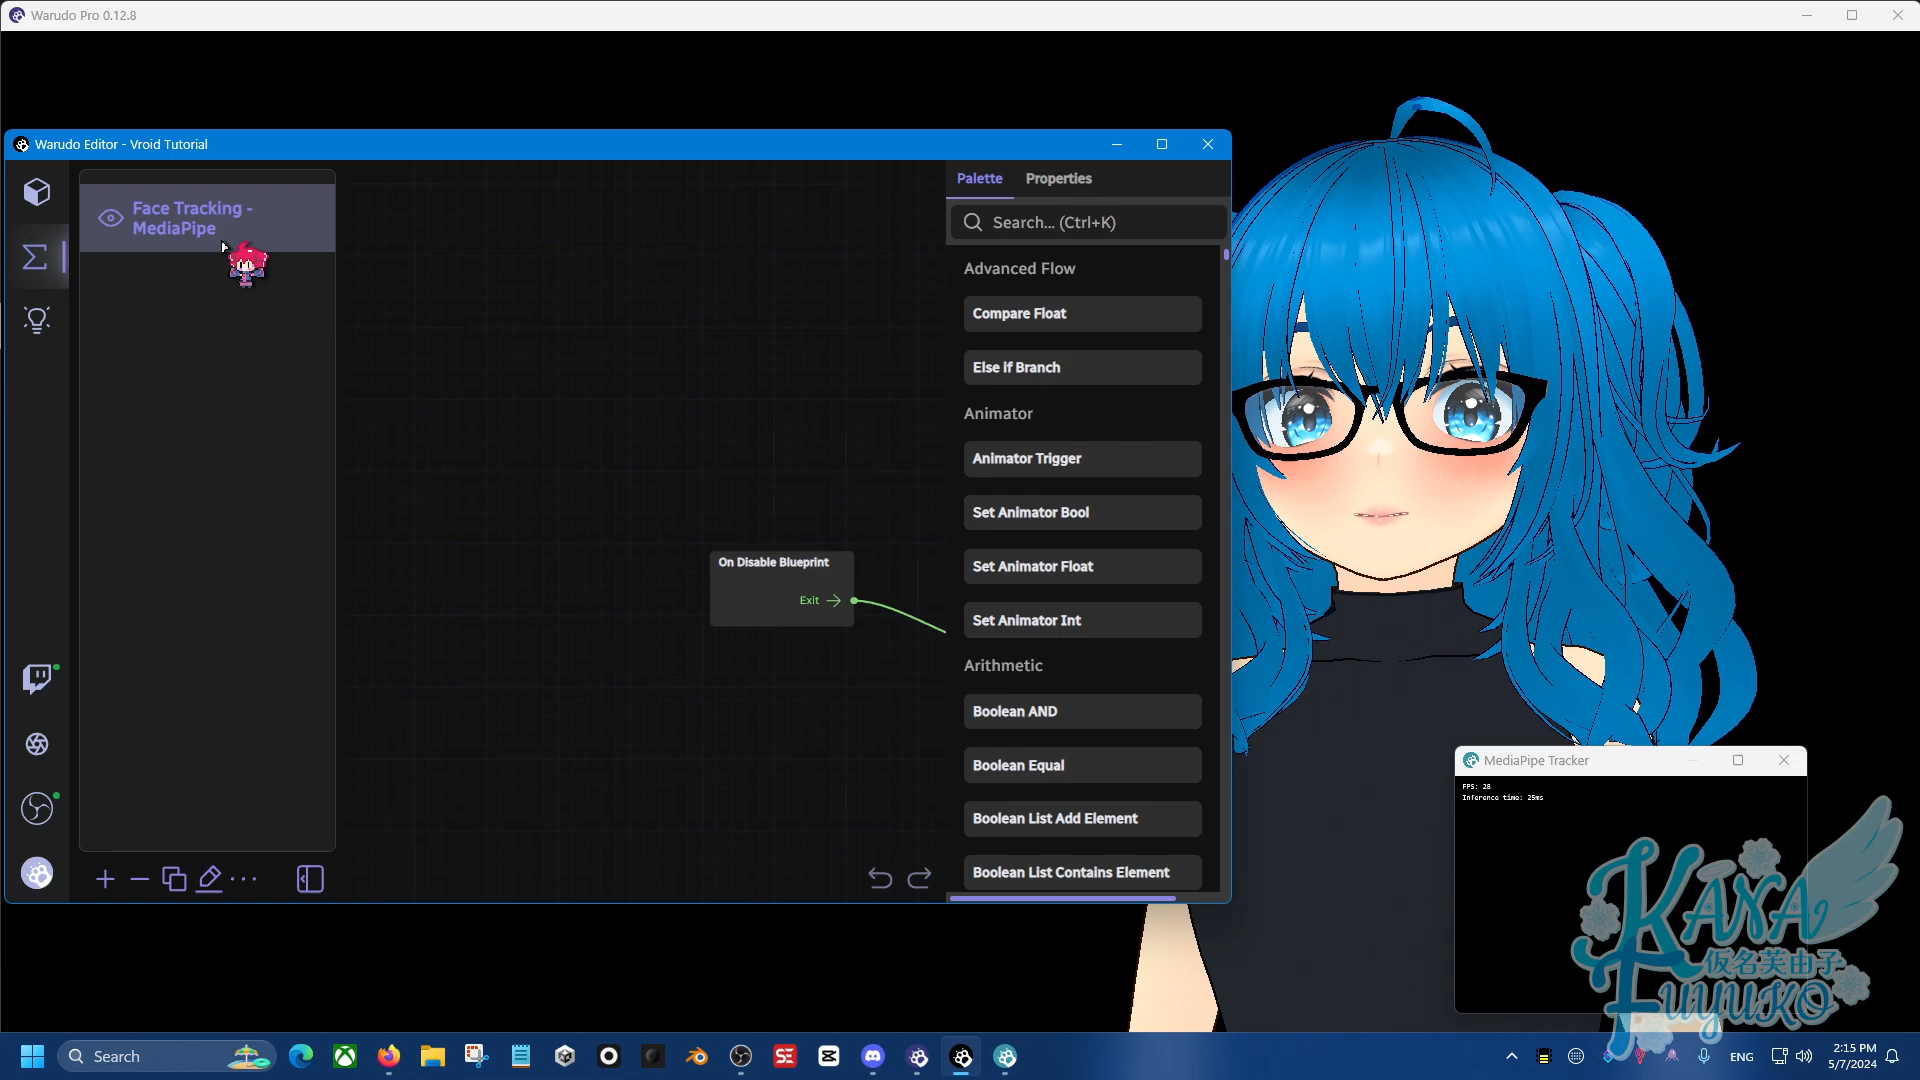 Warudo Pro 0.12.8
Warudo Editor - Vroid Tutorial
Face Tracking -
MediaPipe
On Disable Blueprint
Exit
Palette
Properties
Search... (Ctrl+K)
Advanced Flow
Compare Float
Else if Branch
Animator
Animator Trigger
Set Animator Bool
Set Animator Float
Set Animator Int
Arithmetic
Boolean AND
Boolean Equal
Boolean List Add Element
Boolean List Contains Element
MediaPipe Tracker
FPS: 28
Inference time: 25ms
KANA
仮名芙由子
FUYUKO
Search
SE
ENG
2:15 PM
5/7/2024